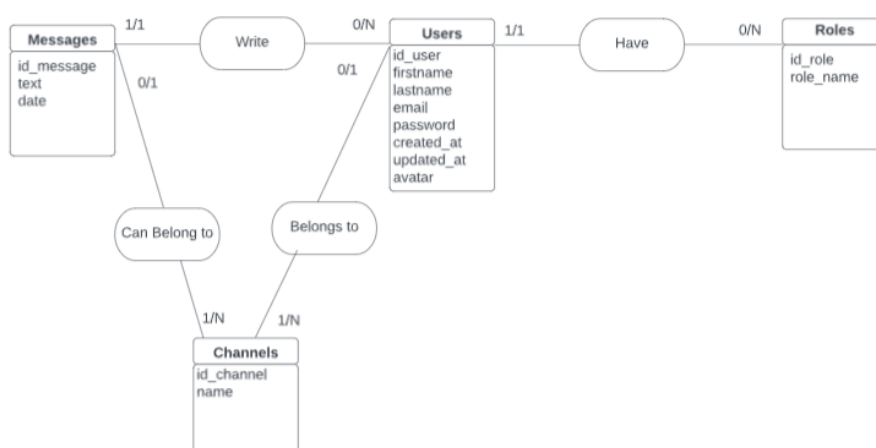 1/1
Write
0/N
Messages
id_message
text
date
0/1
Users
id_user
firstname
lastname
email
password
created_at
updated_at
avatar
0/1
1/1
Have
0/N
Roles
id_role
role_name
Can Belong to
Belongs to
1/N
1/N
Channels
id_channel
name